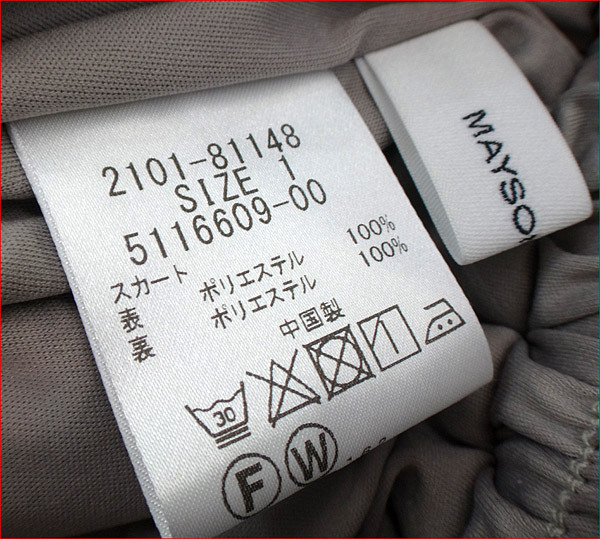 2101-81148
SIZE 1
5116609-00
スカート
表 ポリエステル 100%
裏 ポリエステル 100%
中国製
30
F W
MAYSO